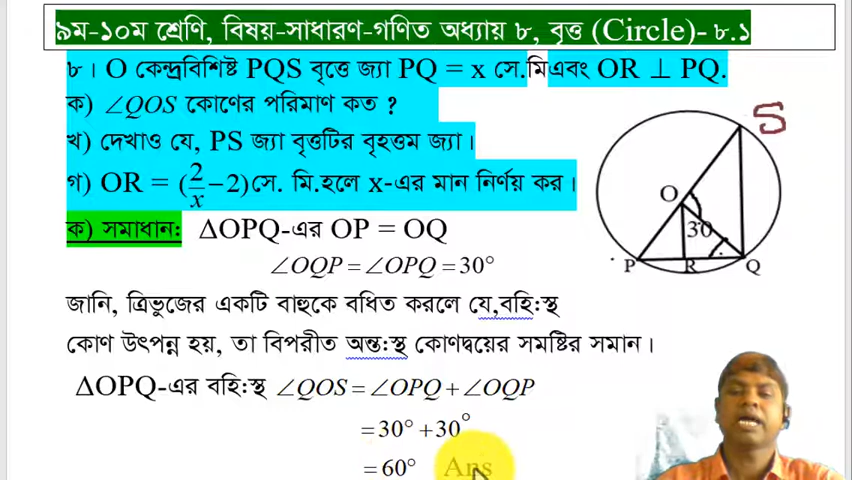 ৯ম-১০ম শ্রেণি, বিষয়-সাধারণ-গণিত অধ্যায় ৮, বৃত্ত (Circle)- ৮.১
৮। O কেন্দ্রবিশিষ্ট PQS বৃত্তে জ্যা PQ = x সে.মি এবং OR ⊥ PQ.
ক) ∠QOS কোণের পরিমাণ কত ?
খ) দেখাও যে, PS জ্যা বৃত্তটির বৃহত্তম জ্যা।
গ) OR = (2/x −2) সে. মি.হলে x-এর মান নির্ণয় কর।
ক) সমাধান: ΔOPQ-এর OP = OQ
∠OQP = ∠OPQ = 30°
জানি, ত্রিভুজের একটি বাহুকে বর্ধিত করলে যে,বহি:স্থ
কোণ উৎপন্ন হয়, তা বিপরীত অন্ত:স্থ কোণদ্বয়ের সমষ্টির সমান।
ΔOPQ-এর বহি:স্থ ∠QOS = ∠OPQ + ∠OQP
= 30° + 30°
= 60° Ans
S
O
30
P R Q